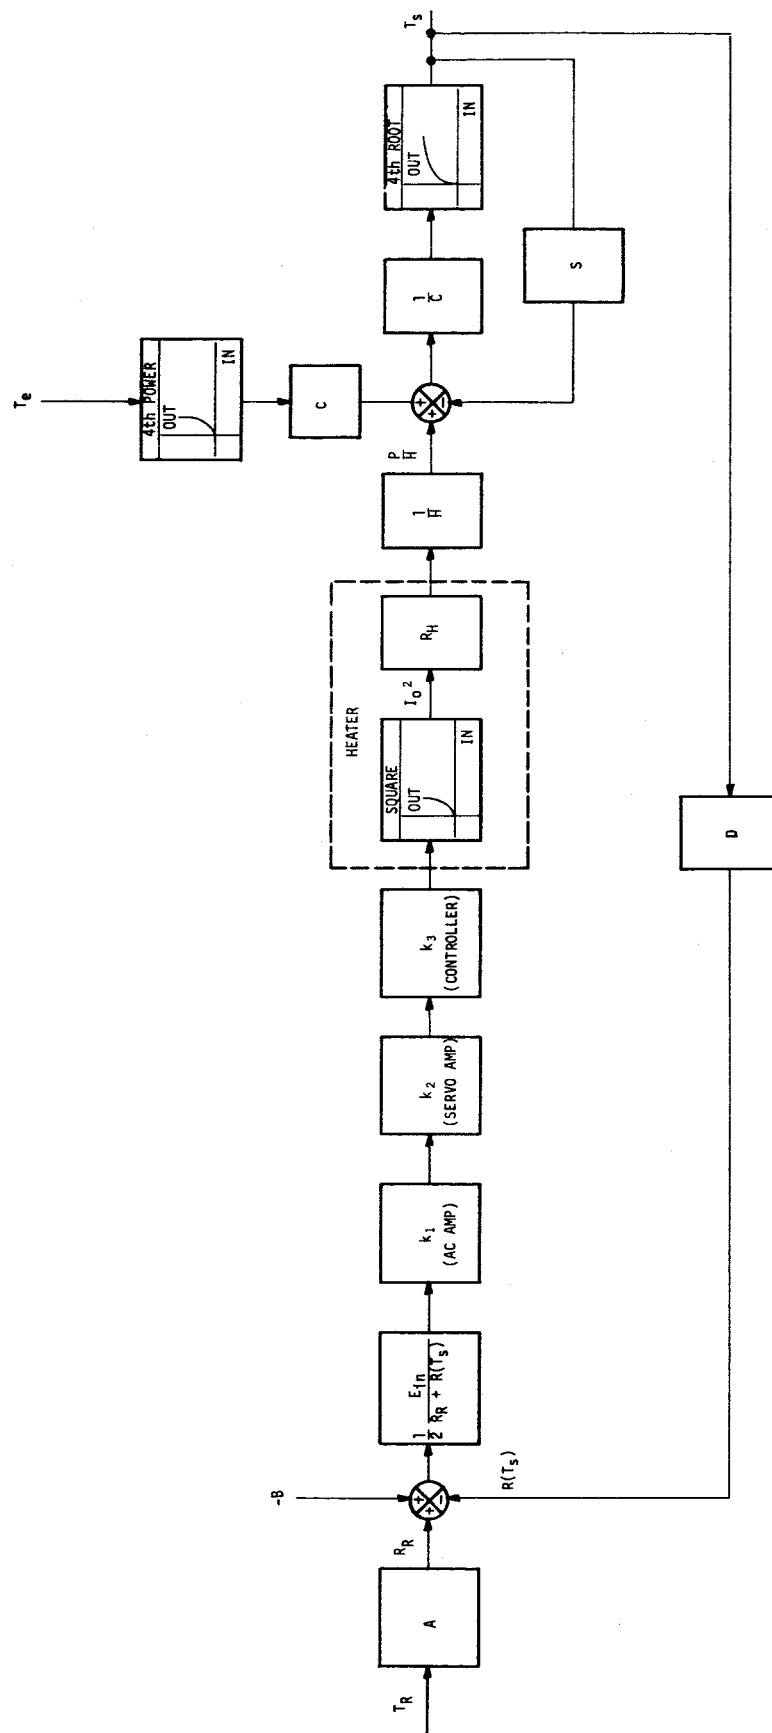 T_R
A
R_R
-B
R(T_s)
1/2 E_in / (R_R + R(T_s))
k_1
(AC AMP)
k_2
(SERVO AMP)
k_3
(CONTROLLER)
HEATER
SQUARE
OUT
IN
I_o^2
R_H
1/H
P/H
T_e
4th POWER
OUT
IN
C
1/C
4th ROOT
OUT
IN
T_s
S
D